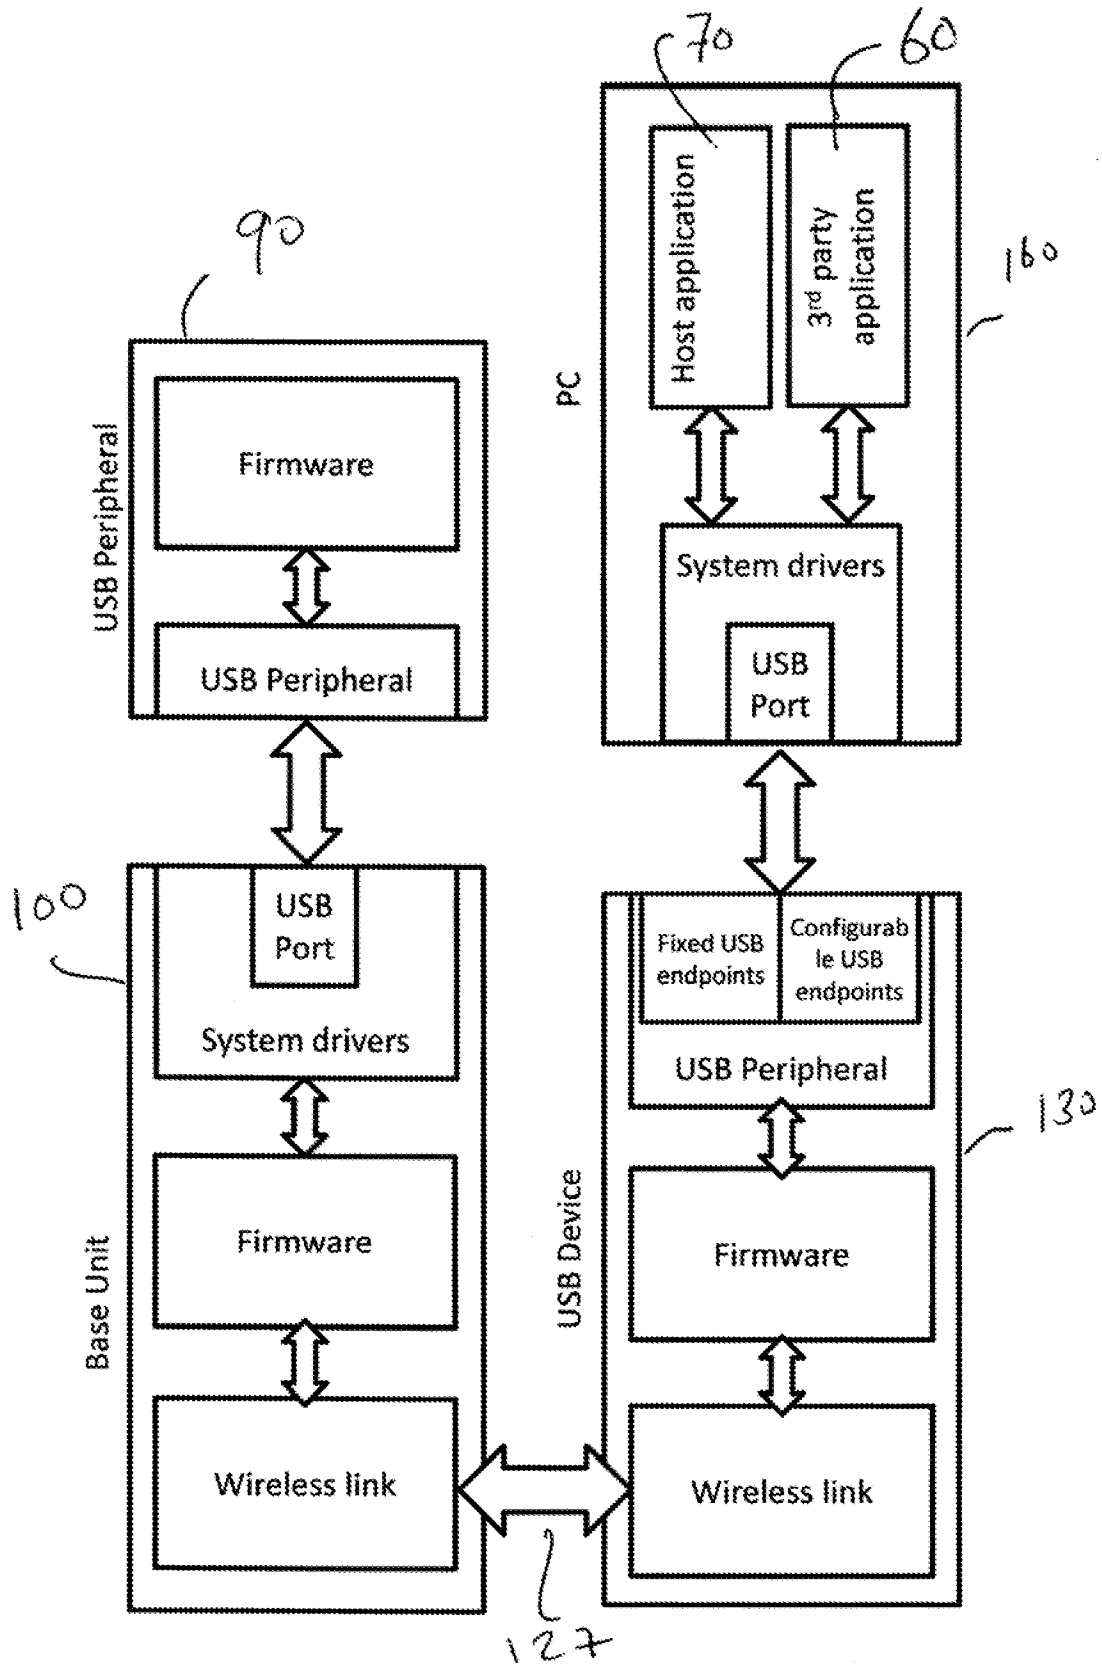 70
60
90
160
Host application
3rd party
application
PC
Firmware
USB Peripheral
USB Peripheral
System drivers
USB
Port
100
USB
Port
System drivers
Fixed USB
endpoints
Configurab
le USB
endpoints
USB Peripheral
130
Firmware
Base Unit
USB Device
Firmware
Wireless link
Wireless link
127